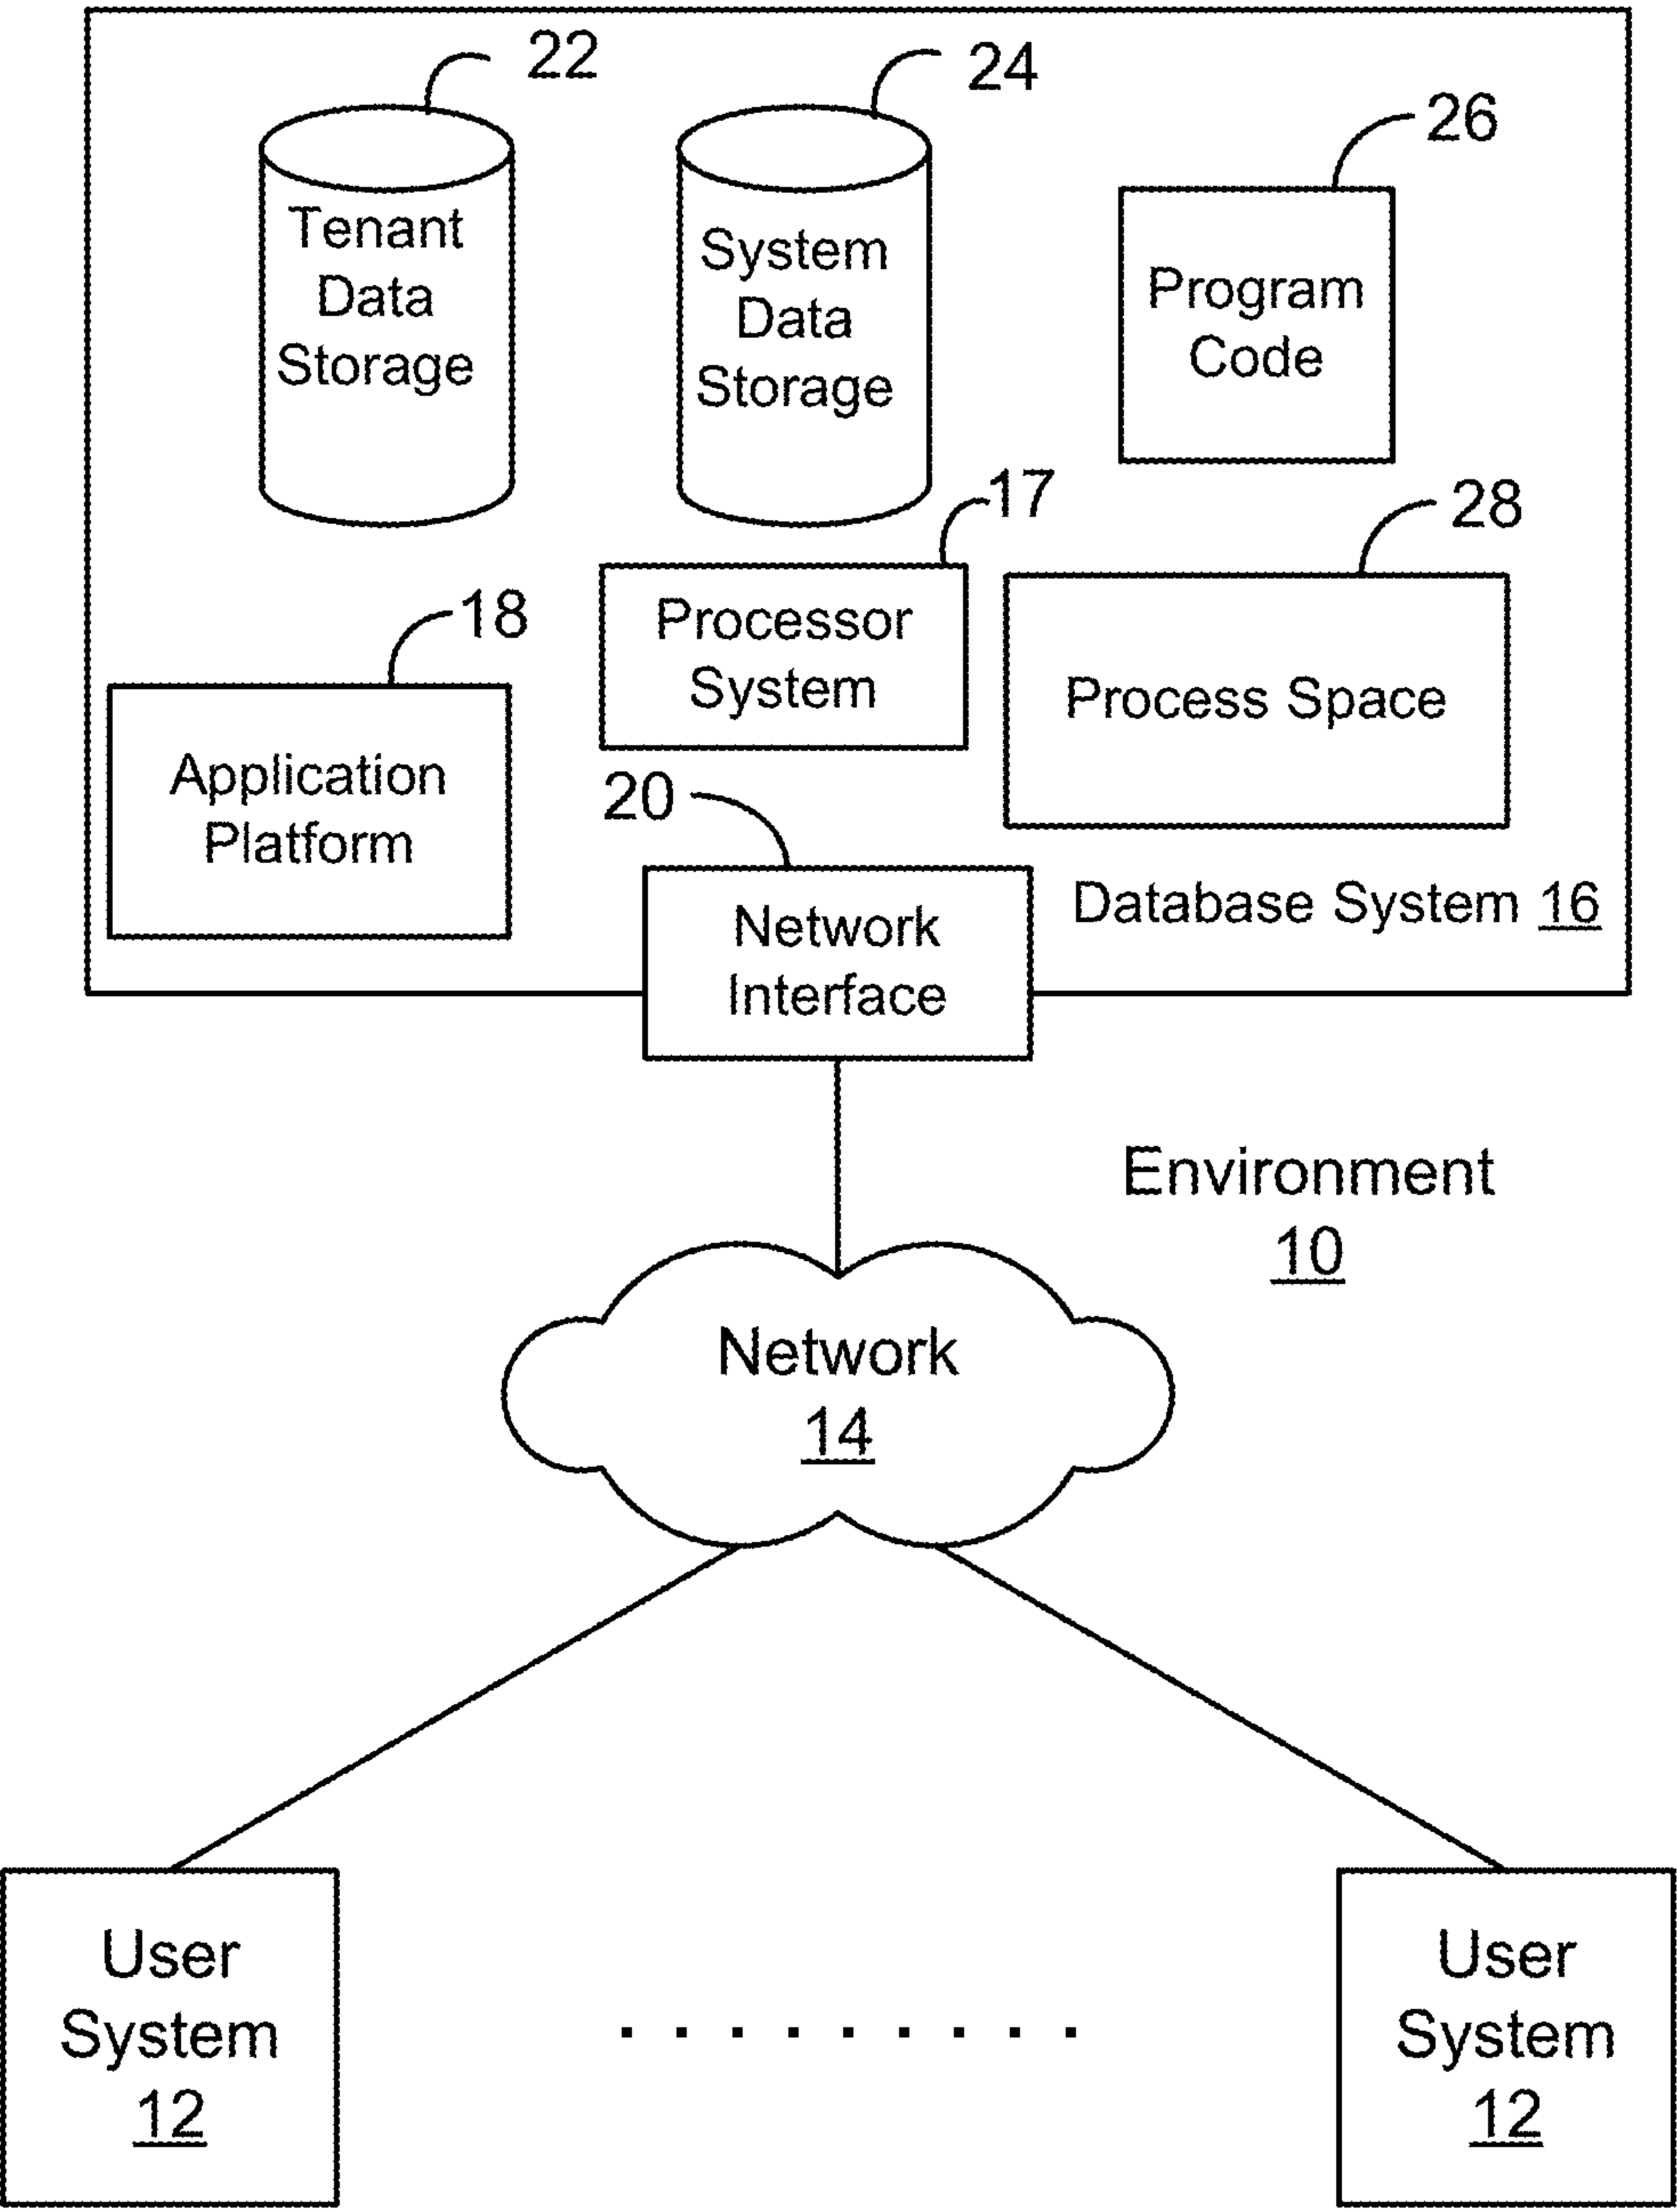 22
24
26
Tenant
Data
Storage
System
Data
Storage
Program
Code
17
28
18
Processor
System
Process Space
Application
Platform
20
Network
Interface
Database System 16
Environment
10
Network
14
User
System
12
. . . . . . . . .
User
System
12